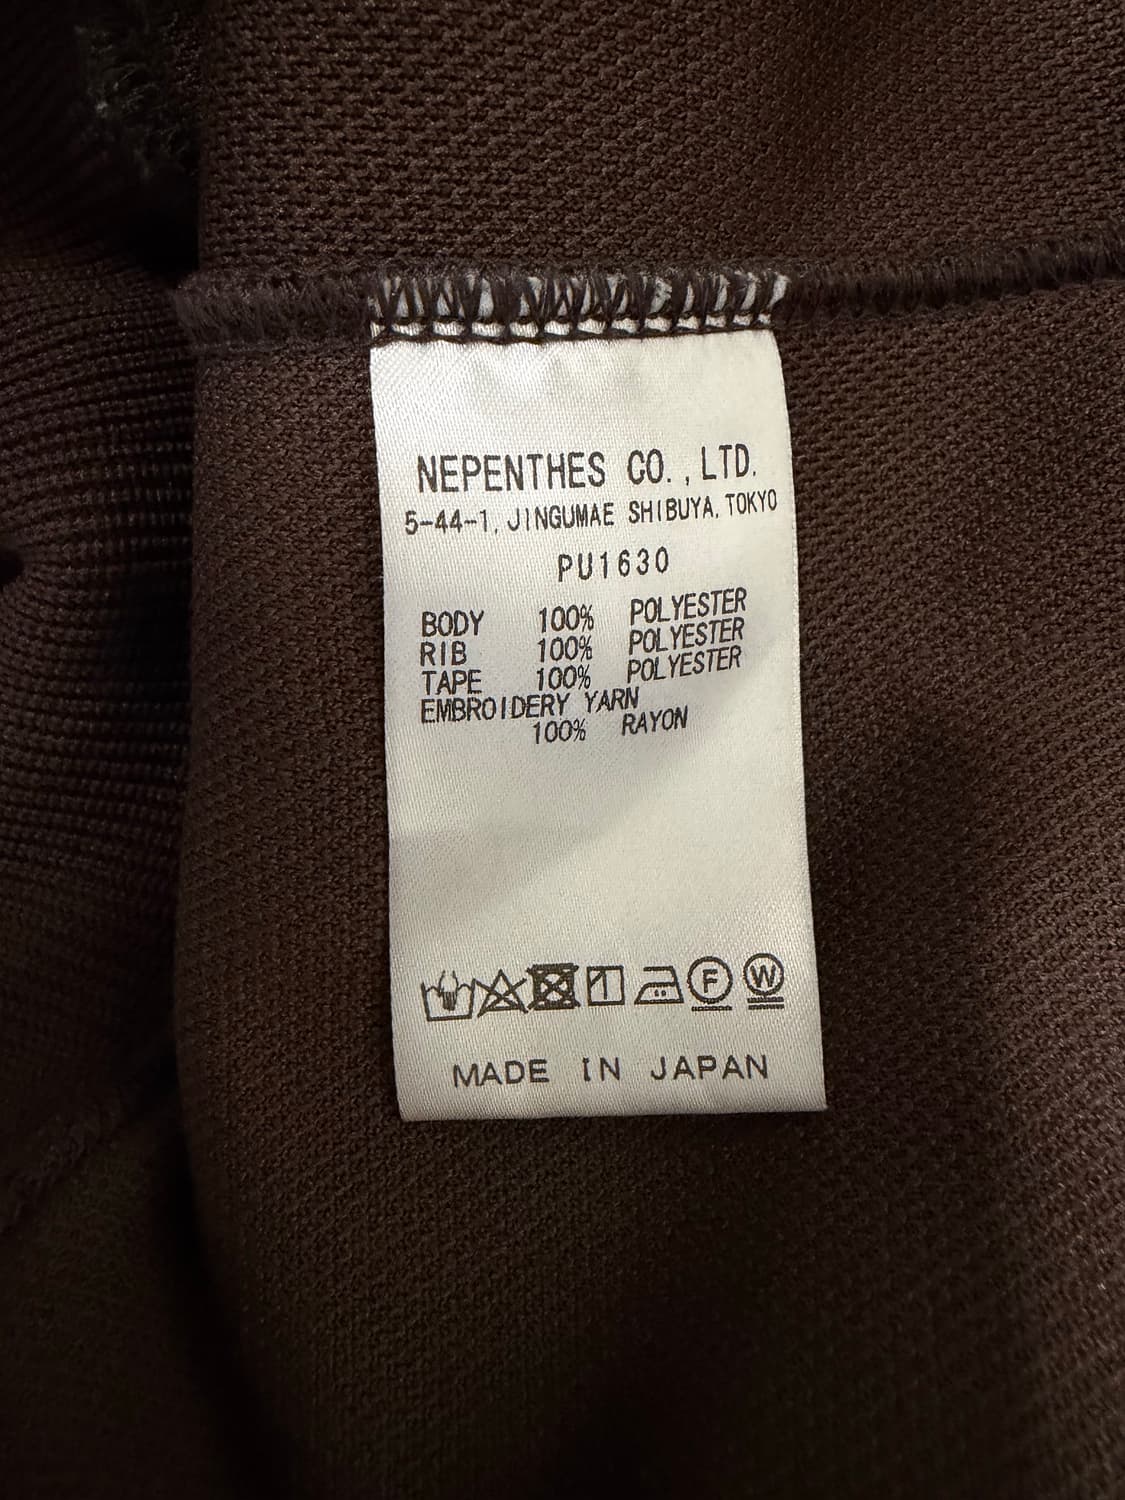 NEPENTHES CO., LTD.
5-44-1, JINGUMAE SHIBUYA, TOKYO
PU1630
BODY 100% POLYESTER
RIB 100% POLYESTER
TAPE 100% POLYESTER
EMBROIDERY YARN
100% RAYON
F W
MADE IN JAPAN